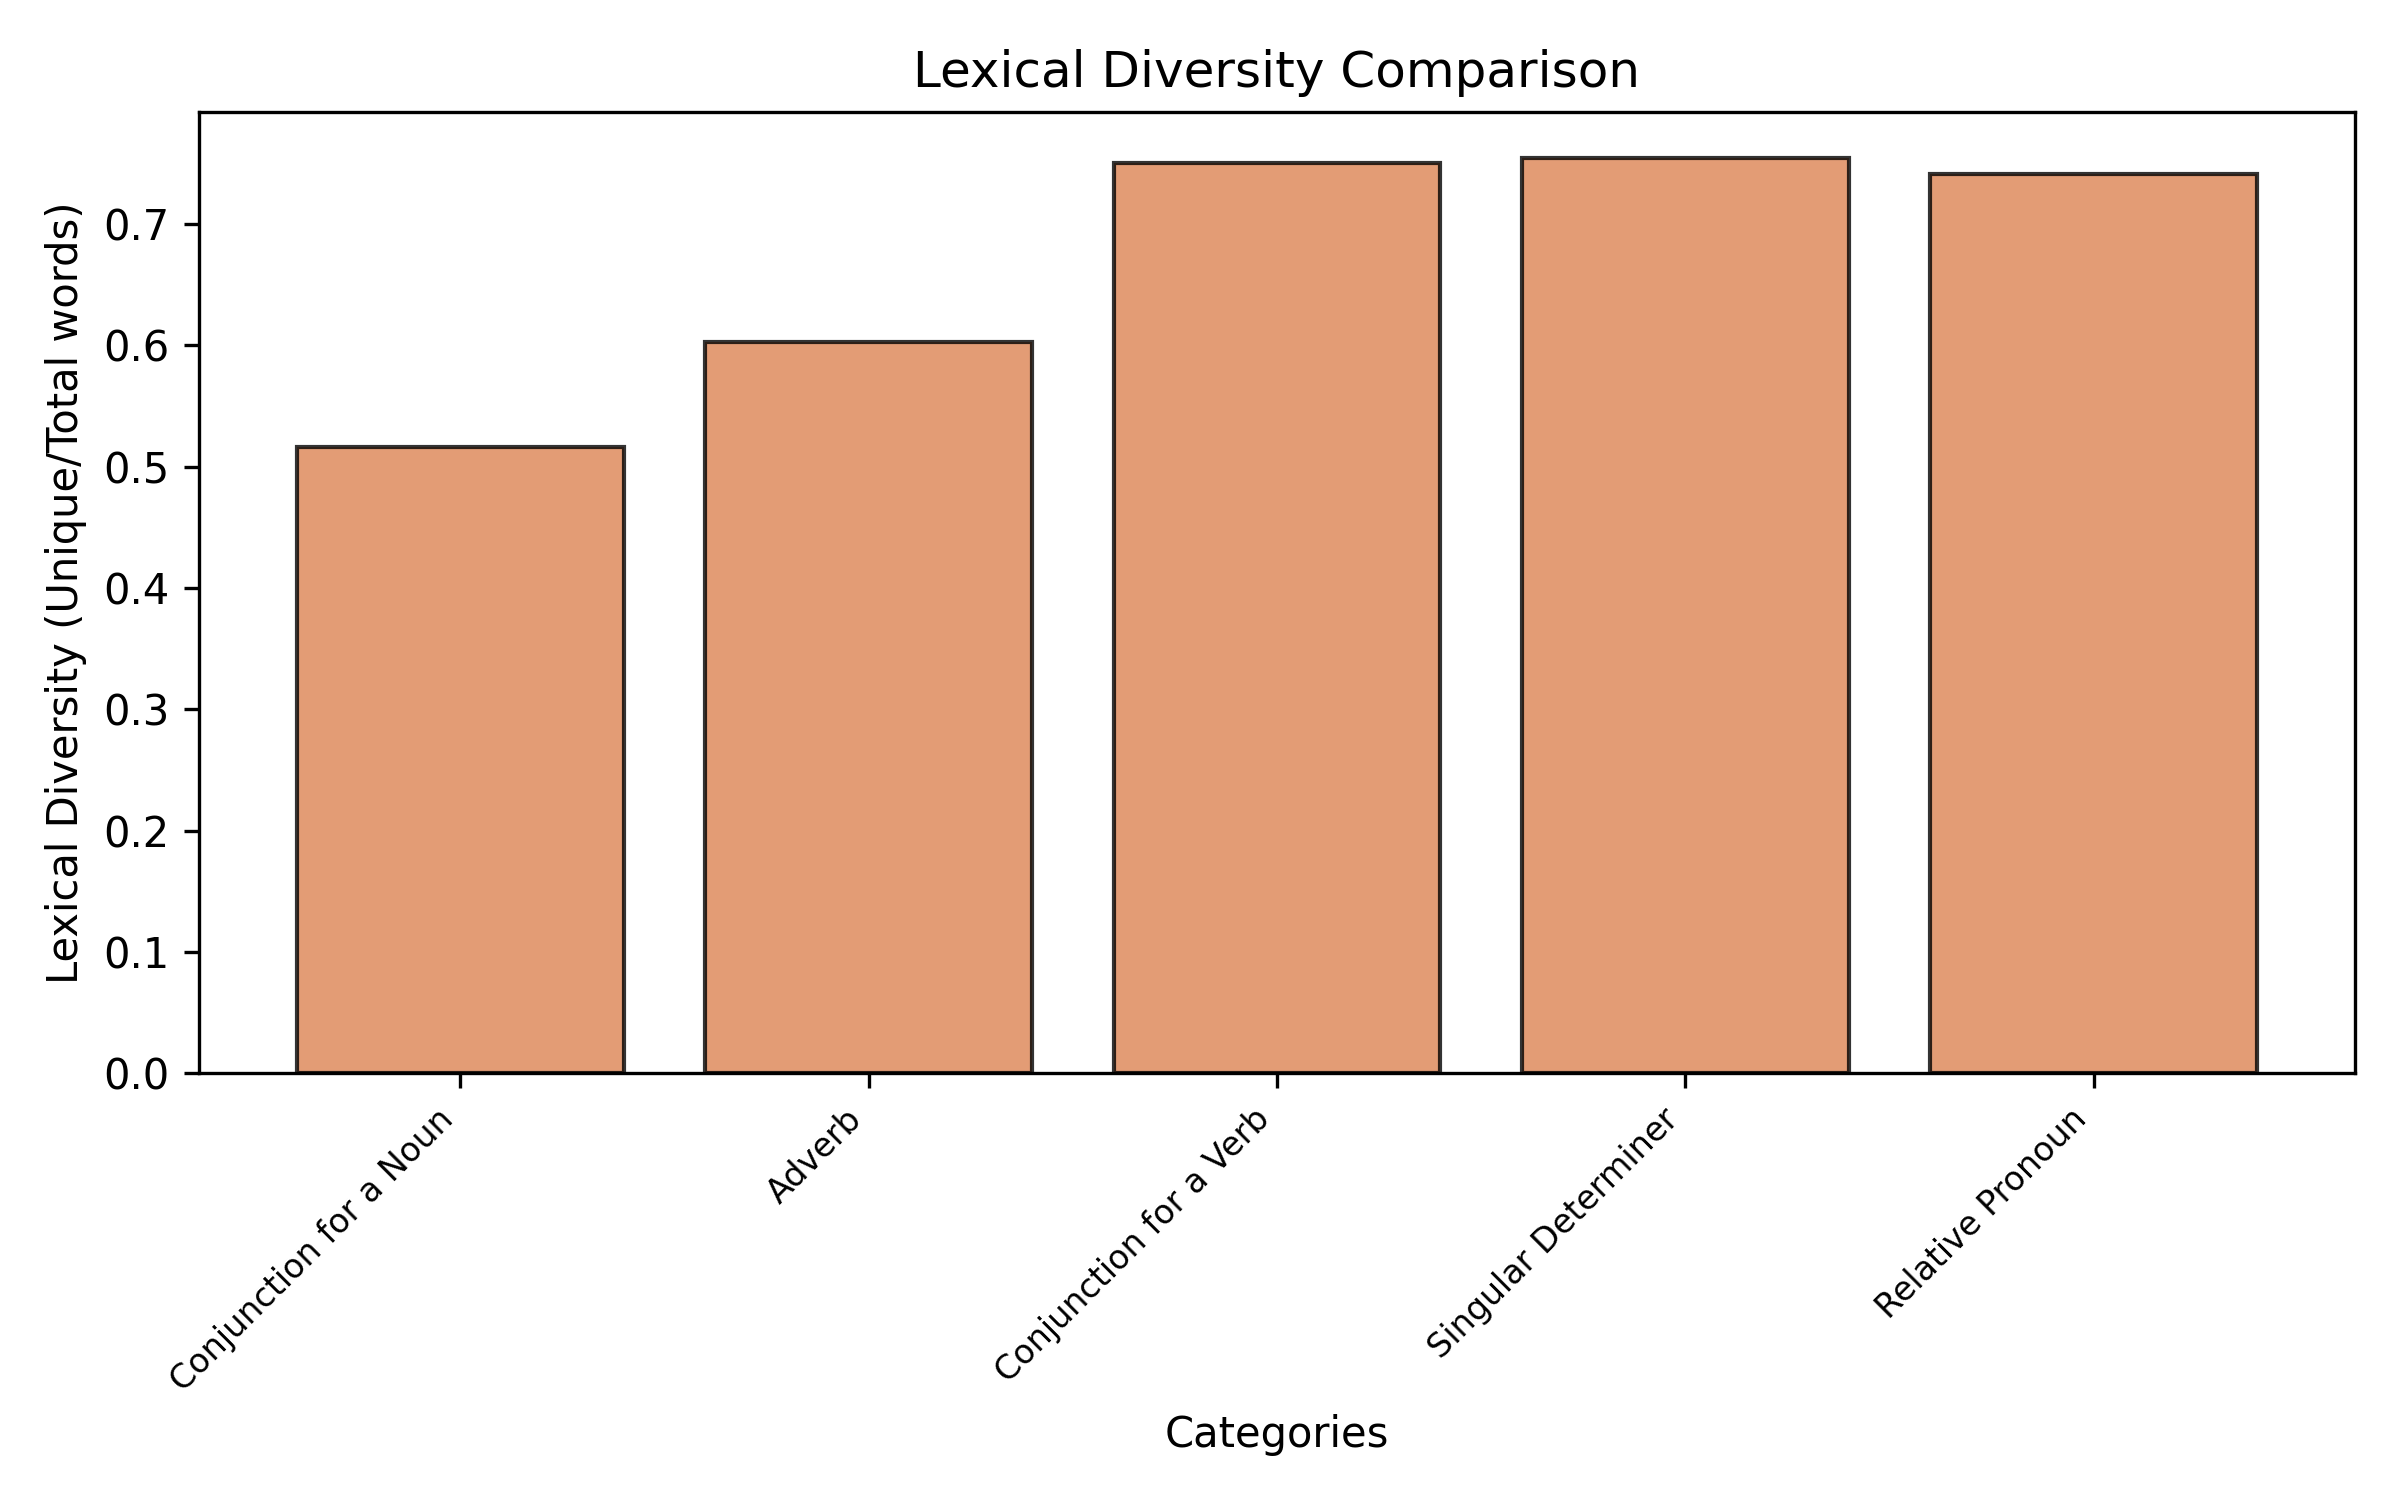 Lexical Diversity Comparison
Lexical Diversity (Unique/Total words)
0.7
0.6
0.5
0.4
0.3
0.2
0.1
0.0
Conjunction for a Noun
Adverb
Conjunction for a Verb
Singular Determiner
Relative Pronoun
Categories